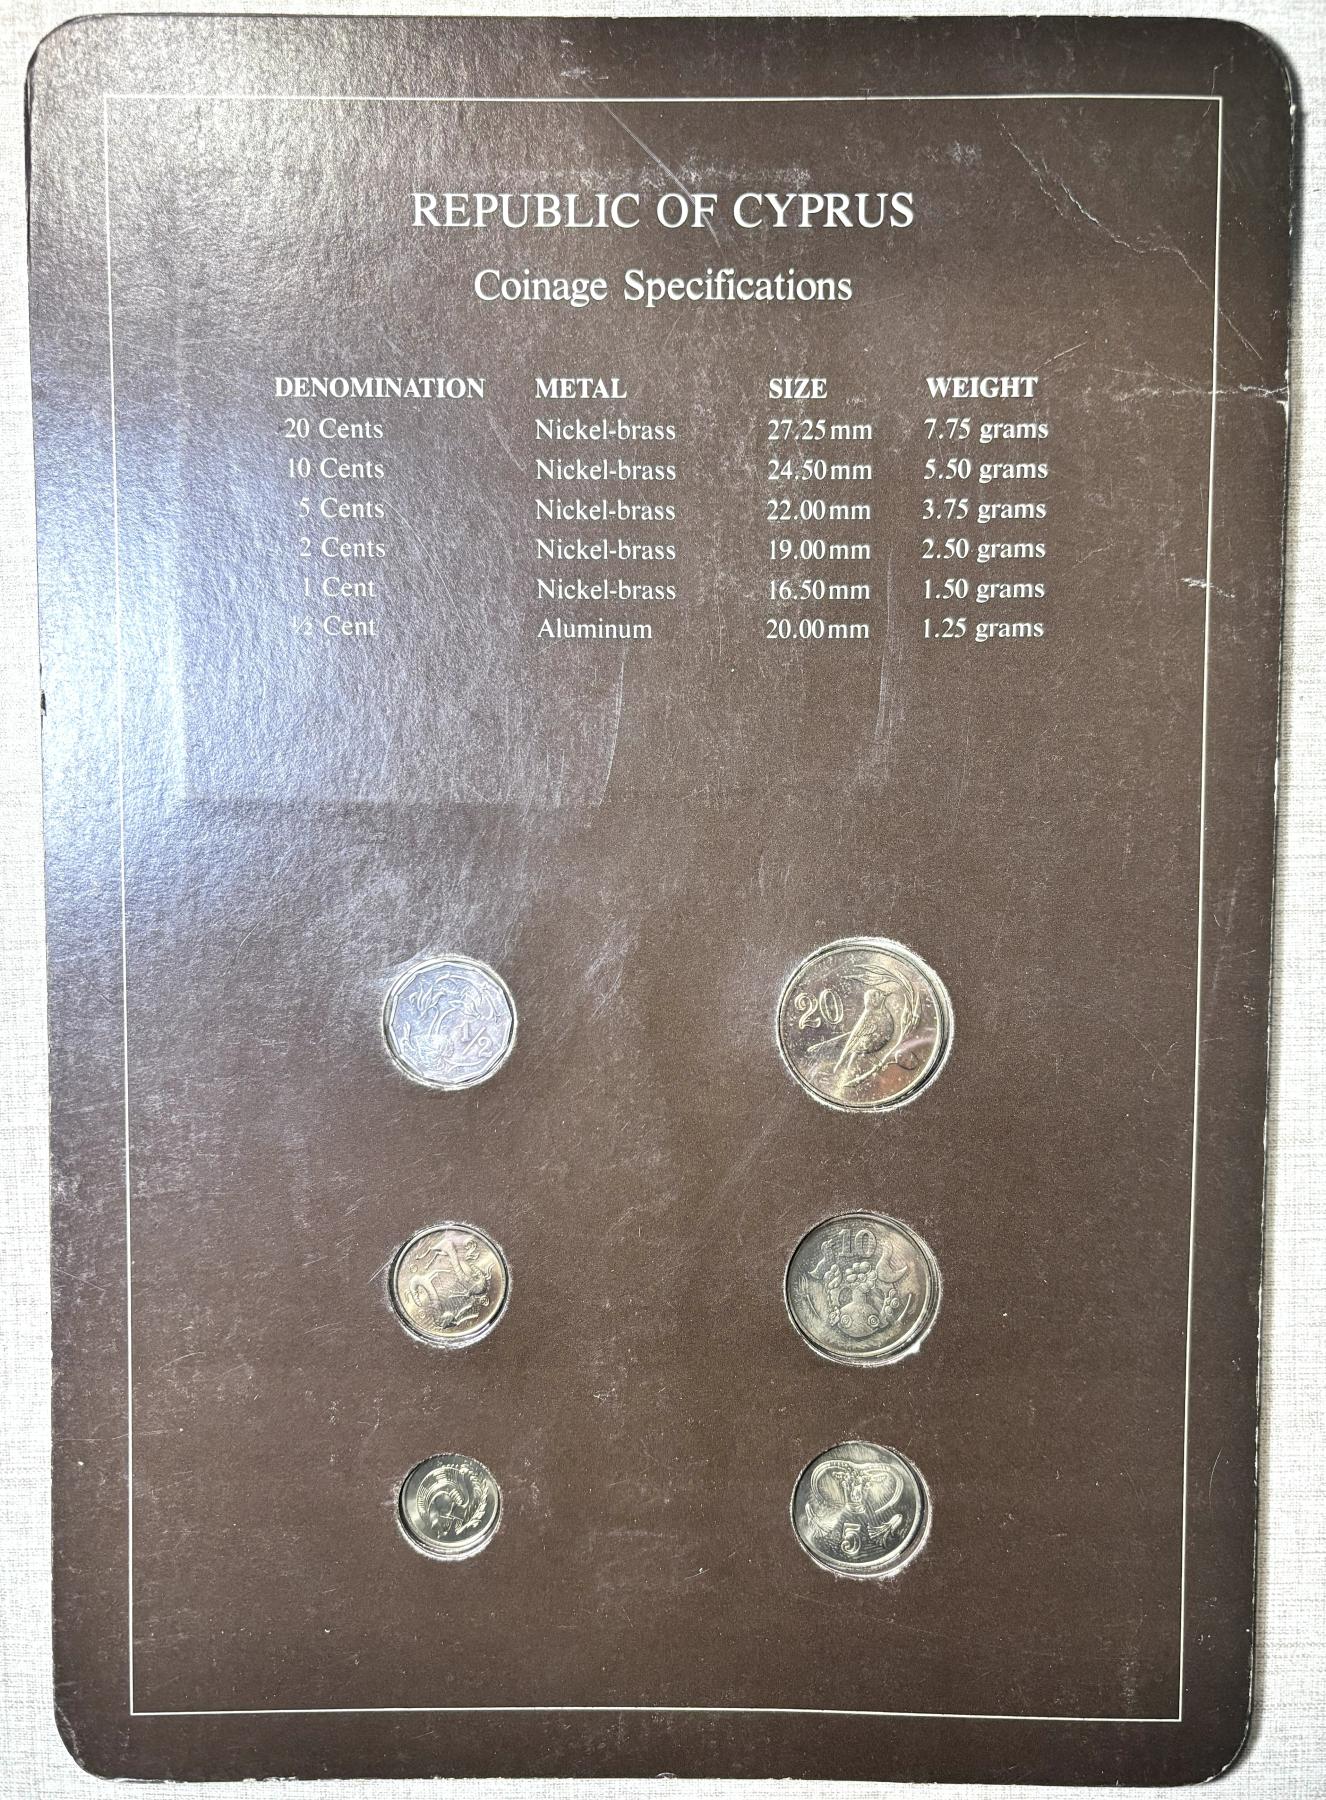 REPUBLIC OF CYPRUS
Coinage Specifications
DENOMINATION METAL SIZE WEIGHT
20 Cents Nickel-brass 27.25mm 7.75 grams
10 Cents Nickel-brass 24.50mm 5.50 grams
5 Cents Nickel-brass 22.00mm 3.75 grams
2 Cents Nickel-brass 19.00mm 2.50 grams
1 Cent Nickel-brass 16.50mm 1.50 grams
½ Cent Aluminum 20.00mm 1.25 grams
1/2
20
2
10
5